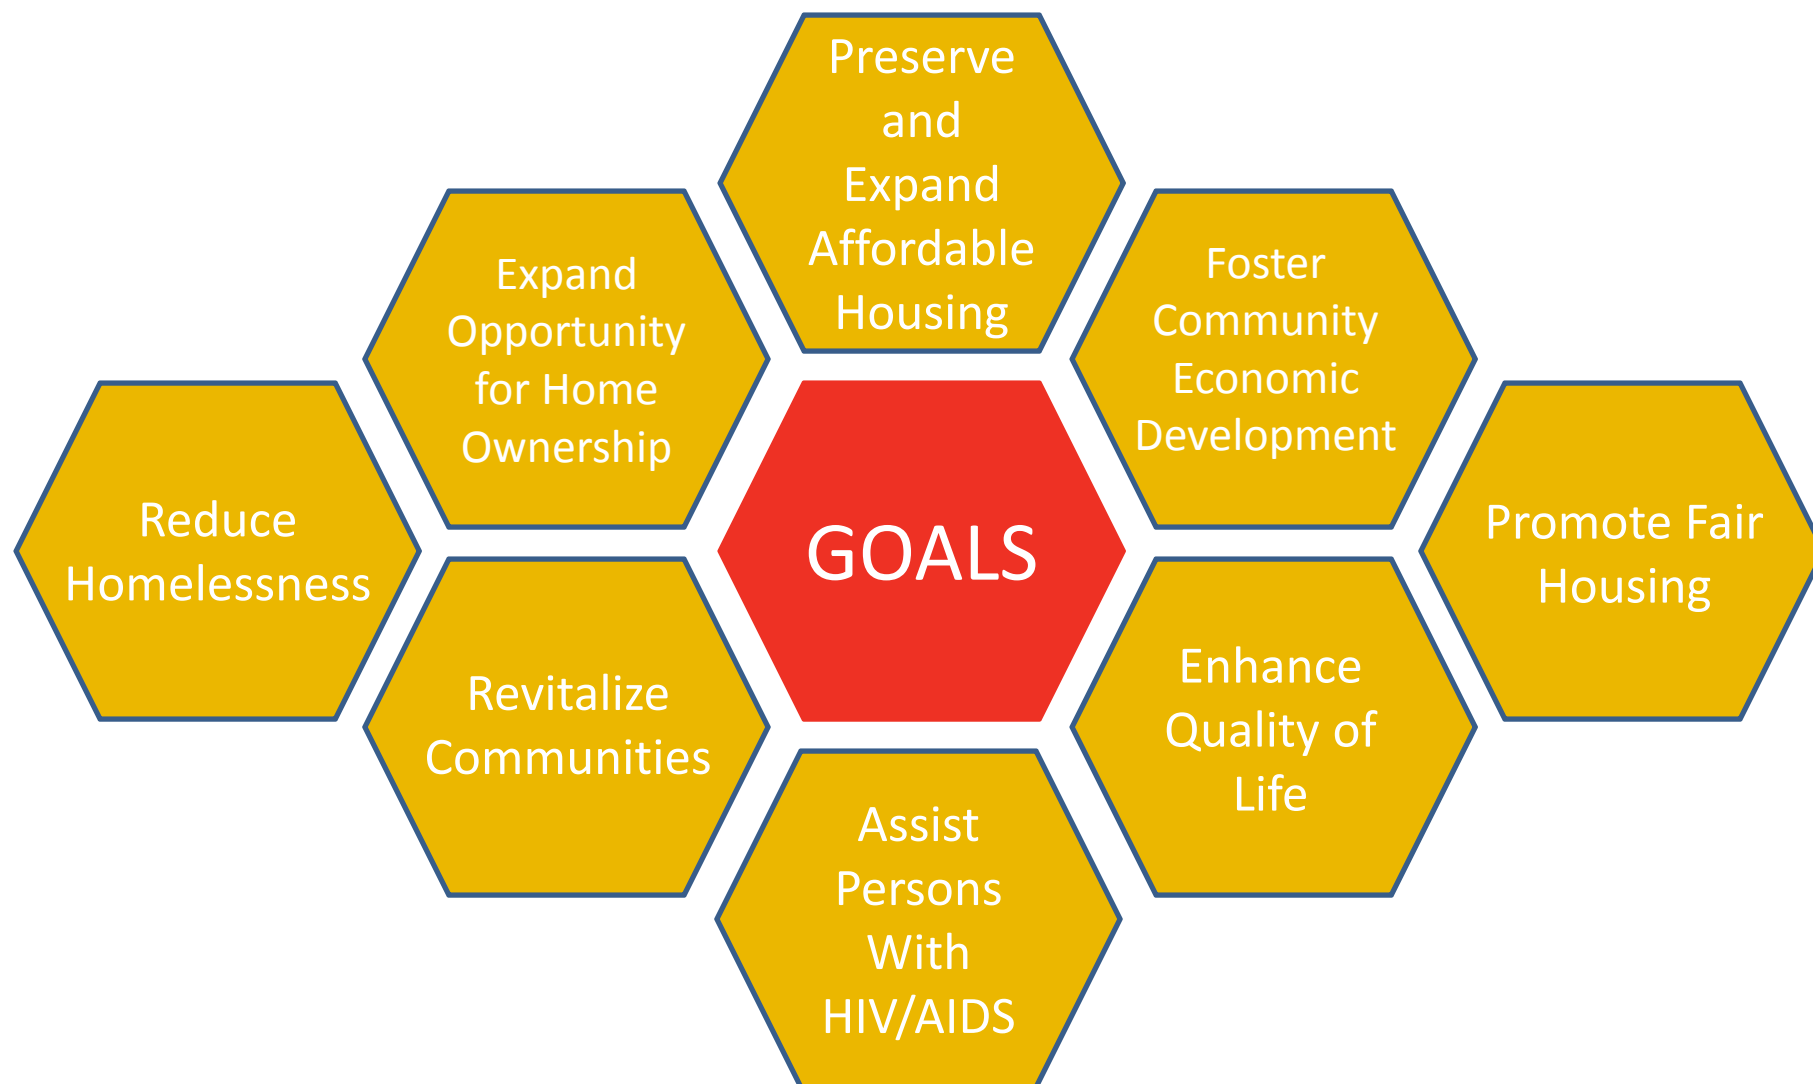 Preserve
and
Expand
Affordable
Housing
Expand
Opportunity
for Home
Ownership
Foster
Community
Economic
Development
Reduce
Homelessness
GOALS
Promote Fair
Housing
Revitalize
Communities
Enhance
Quality of
Life
Assist
Persons
With
HIV/AIDS